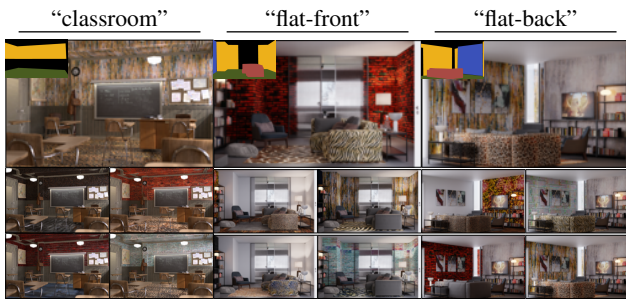 “classroom”
“flat-front”
“flat-back”